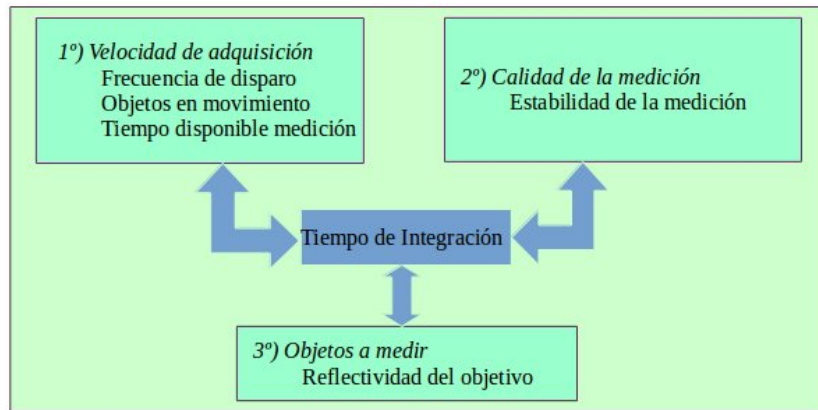 1º) Velocidad de adquisición
Frecuencia de disparo
Objetos en movimiento
Tiempo disponible medición
2º) Calidad de la medición
Estabilidad de la medición
Tiempo de Integración
3º) Objetos a medir
Reflectividad del objetivo